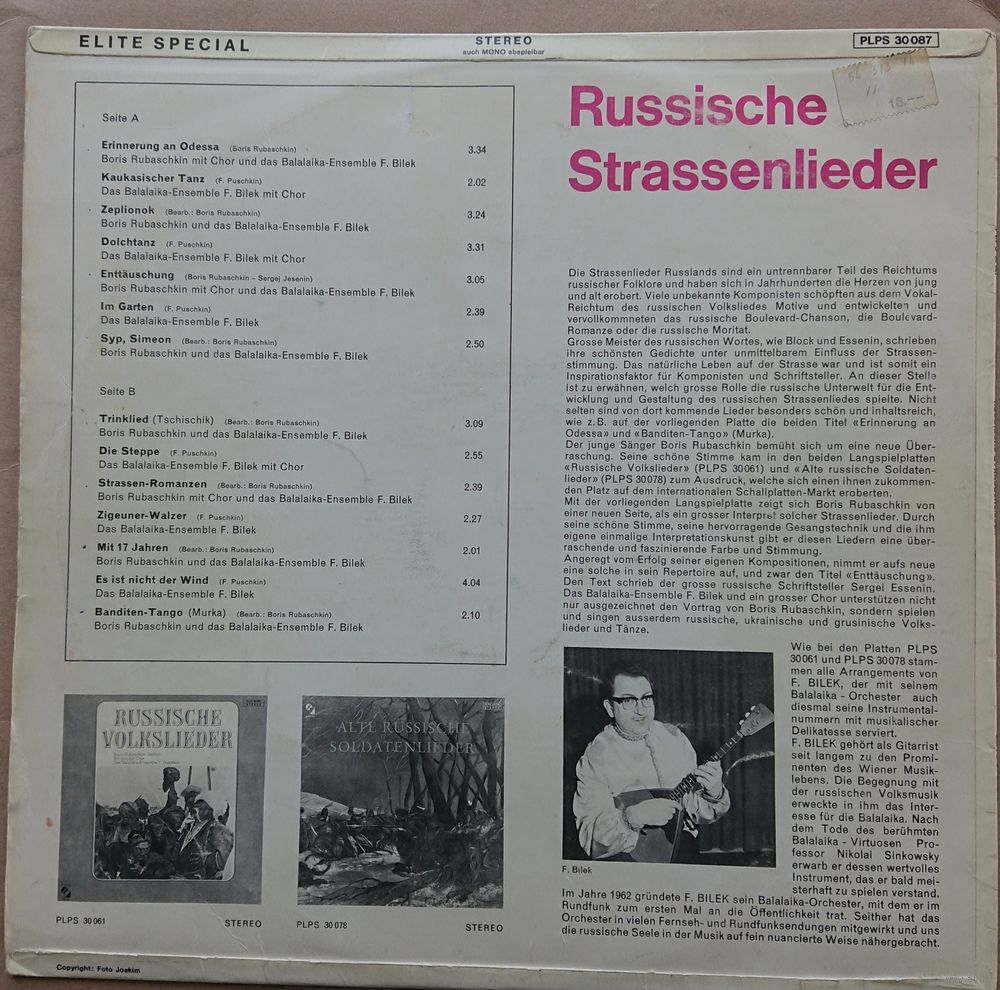 ELITE SPECIAL
STEREO
auch MONO abspielbar
PLPS 30 087
18.--
Russische
Strassenlieder
Seite A
Erinnerung an Odessa (Boris Rubaschkin) 3.34
Boris Rubaschkin mit Chor und das Balalaika-Ensemble F. Bilek
Kaukasischer Tanz (F. Puschkin) 2.02
Das Balalaika-Ensemble F. Bilek mit Chor
Zeplionok (Bearb.: Boris Rubaschkin) 3.24
Boris Rubaschkin und das Balalaika-Ensemble F. Bilek
Dolchtanz (F. Puschkin) 3.31
Das Balalaika-Ensemble F. Bilek mit Chor
Enttäuschung (Boris Rubaschkin – Sergej Jesenin) 3.05
Boris Rubaschkin mit Chor und das Balalaika-Ensemble F. Bilek
Im Garten (F. Puschkin) 2.39
Das Balalaika-Ensemble F. Bilek
Syp, Simeon (Bearb.: Boris Rubaschkin) 2.50
Boris Rubaschkin und das Balalaika-Ensemble F. Bilek
Seite B
Trinklied (Tschischik) (Bearb.: Boris Rubaschkin) 3.09
Boris Rubaschkin und das Balalaika-Ensemble F. Bilek
Die Steppe (F. Puschkin) 2.55
Das Balalaika-Ensemble F. Bilek mit Chor
Strassen-Romanzen (Bearb.: Boris Rubaschkin) 2.39
Boris Rubaschkin mit Chor und das Balalaika-Ensemble F. Bilek
Zigeuner-Walzer (F. Puschkin) 2.27
Das Balalaika-Ensemble F. Bilek
Mit 17 Jahren (Bearb.: Boris Rubaschkin) 2.01
Boris Rubaschkin und das Balalaika-Ensemble F. Bilek
Es ist nicht der Wind (F. Puschkin) 4.04
Das Balalaika-Ensemble F. Bilek
Banditen-Tango (Murka) (Bearb.: Boris Rubaschkin) 2.10
Boris Rubaschkin und das Balalaika-Ensemble F. Bilek
Die Strassenlieder Russlands sind ein untrennbarer Teil des Reichtums
russischer Folklore und haben sich in Jahrhunderten die Herzen von jung
und alt erobert. Viele unbekannte Komponisten schöpften aus dem Vokal-
Reichtum des russischen Volksliedes Motive und entwickelten und
vervollkommneten das russische Boulevard-Chanson, die Boulevard-
Romanze oder die russische Moritat.
Grosse Meister des russischen Wortes, wie Block und Essenin, schrieben
ihre schönsten Gedichte unter unmittelbarem Einfluss der Strassen-
stimmung. Das natürliche Leben auf der Strasse war und ist somit ein
Inspirationsfaktor für Komponisten und Schriftsteller. An dieser Stelle
ist zu erwähnen, welch grosse Rolle die russische Unterwelt für die Ent-
wicklung und Gestaltung des russischen Strassenliedes spielte. Nicht
selten sind von dort kommende Lieder besonders schön und inhaltsreich,
wie z.B. auf der vorliegenden Platte die beiden Titel «Erinnerung an
Odessa» und «Banditen-Tango» (Murka).
Der junge Sänger Boris Rubaschkin bemüht sich um eine neue Über-
raschung. Seine schöne Stimme kam in den beiden Langspielplatten
«Russische Volkslieder» (PLPS 30 061) und «Alte russische Soldaten-
lieder» (PLPS 30 078) zum Ausdruck, welche sich einen ihnen zukommen-
den Platz auf dem internationalen Schallplatten-Markt eroberten.
Mit der vorliegenden Langspielplatte zeigt sich Boris Rubaschkin von
einer neuen Seite, als ein grosser Interpret solcher Strassenlieder. Durch
seine schöne Stimme, seine hervorragende Gesangstechnik und die ihm
eigene einmalige Interpretationskunst gibt er diesen Liedern eine über-
raschende und faszinierende Farbe und Stimmung.
Angeregt vom Erfolg seiner eigenen Kompositionen, nimmt er aufs neue
eine solche in sein Repertoire auf, und zwar den Titel «Enttäuschung».
Den Text schrieb der grosse russische Schriftsteller Sergei Essenin.
Das Balalaika-Ensemble F. Bilek und ein grosser Chor unterstützen nicht
nur ausgezeichnet den Vortrag von Boris Rubaschkin, sondern spielen
und singen ausserdem russische, ukrainische und grusinische Volks-
lieder und Tänze.
Wie bei den Platten PLPS
30 061 und PLPS 30 078 stam-
men alle Arrangements von
F. BILEK, der mit seinem
Balalaika-Orchester auch
diesmal seine Instrumental-
nummern mit musikalischer
Delikatesse serviert.
F. BILEK gehört als Gitarrist
seit langem zu den Promi-
nenten des Wiener Musik-
lebens. Die Begegnung mit
der russischen Volksmusik
erweckte in ihm das Inter-
esse für die Balalaika. Nach
dem Tode des berühmten
Balalaika-Virtuosen Pro-
fessor Nikolai Sinkowsky
erwarb er dessen wertvolles
Instrument, das er bald mei-
sterhaft zu spielen verstand.
F. Bilek
Im Jahre 1962 gründete F. BILEK sein Balalaika-Orchester, mit dem er im
Rundfunk zum ersten Mal an die Öffentlichkeit trat. Seither hat das
Orchester in vielen Fernseh- und Rundfunksendungen mitgewirkt und uns
die russische Seele in der Musik auf fein nuancierte Weise nähergebracht.
RUSSISCHE
VOLKSLIEDER
ALTE RUSSISCHE
SOLDATENLIEDER
PLPS 30 061 STEREO
PLPS 30 078 STEREO
Copyright: Foto Joakim